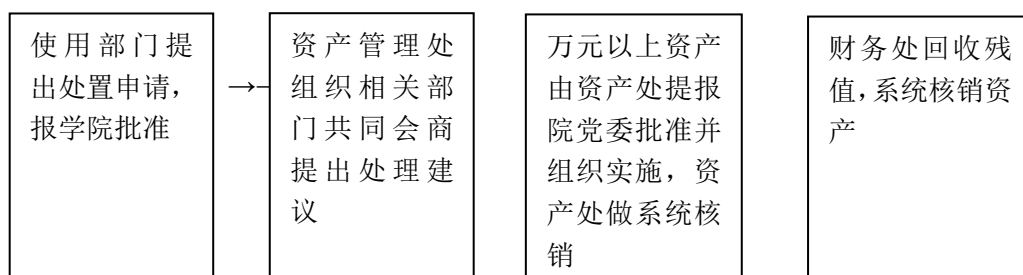 使用部门提
出处置申请，
报学院批准
→
资产管理处
组织相关部
门共同会商
提出处理建
议
万元以上资产
由资产处提报
院党委批准并
组织实施，资
产处做系统核
销
财务处回收残
值，系统核销资
产